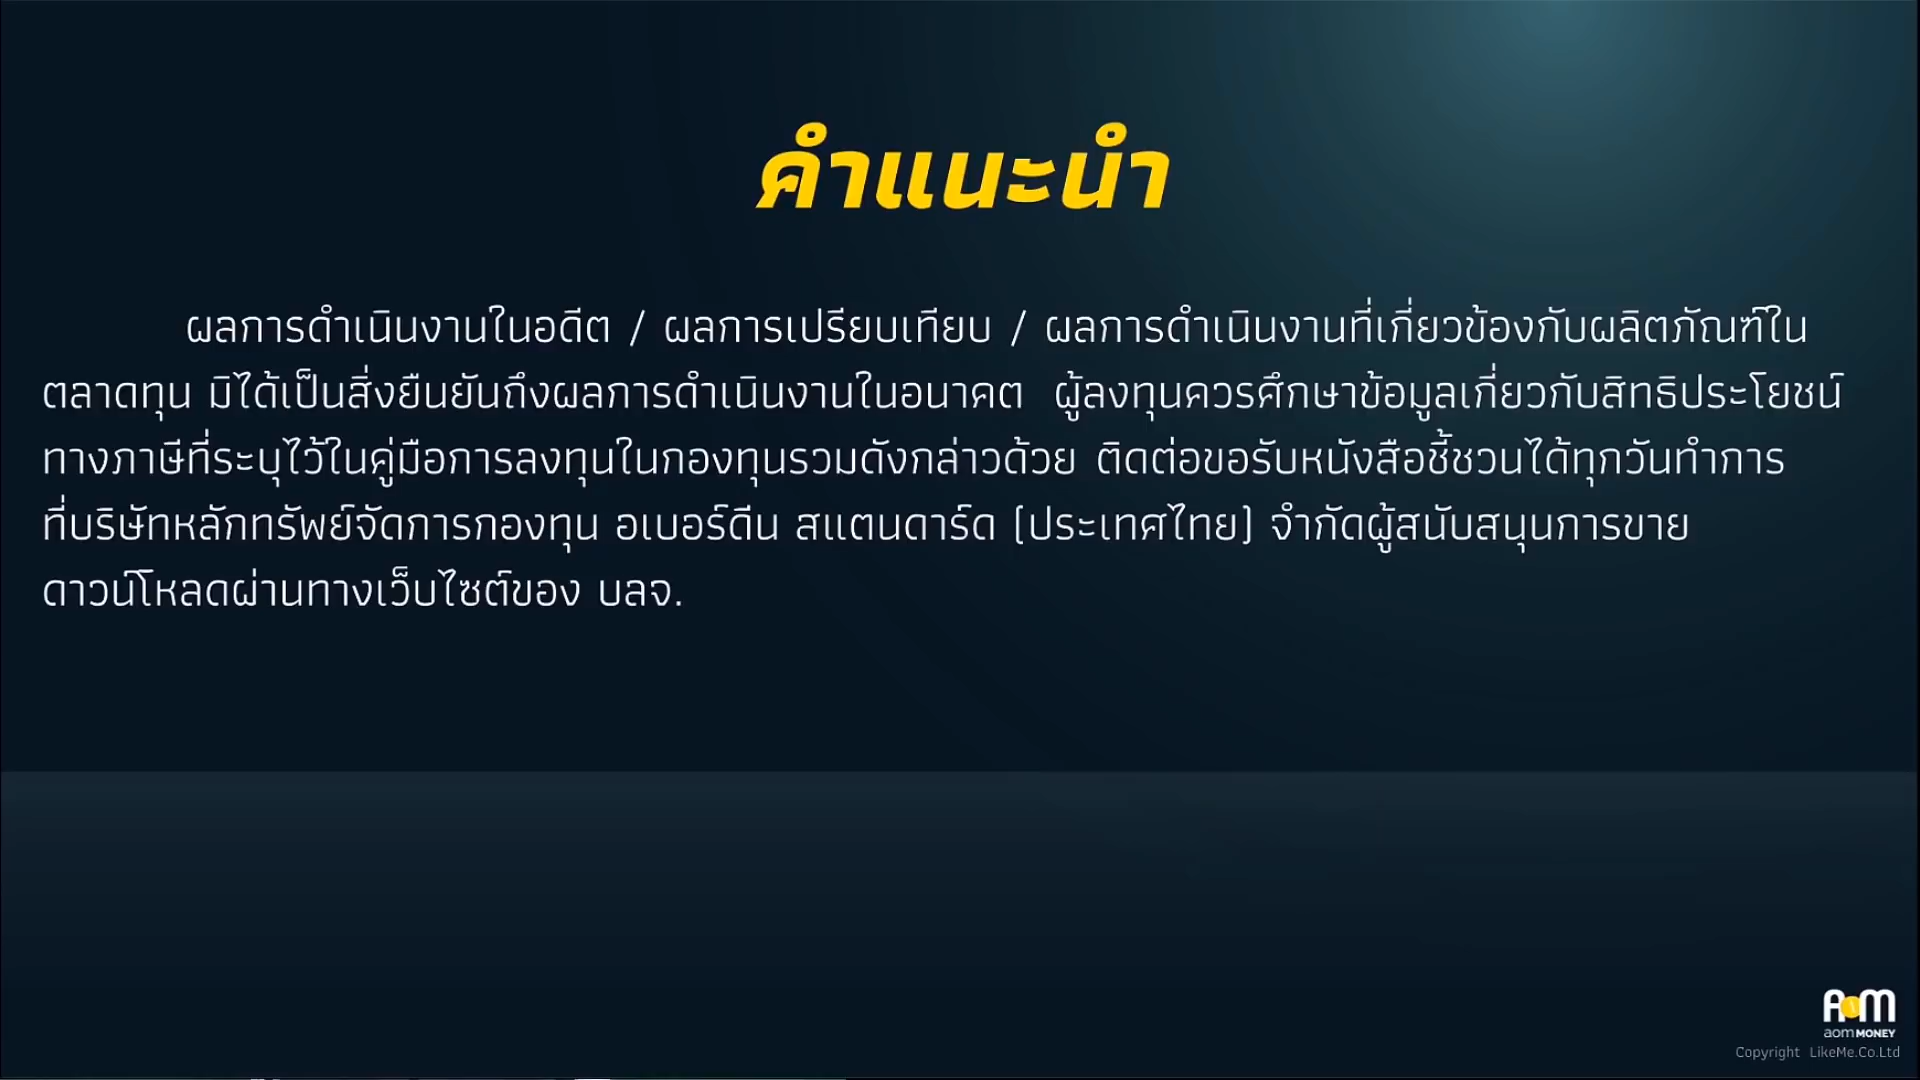 คำแนะนำ
ผลการดำเนินงานในอดีต / ผลการเปรียบเทียบ / ผลการดำเนินงานที่เกี่ยวข้องกับผลิตภัณฑ์ใน
ตลาดทุน มิได้เป็นสิ่งยืนยันถึงผลการดำเนินงานในอนาคต ผู้ลงทุนควรศึกษาข้อมูลเกี่ยวกับสิทธิประโยชน์
ทางภาษีที่ระบุไว้ในคู่มือการลงทุนในกองทุนรวมดังกล่าวด้วย ติดต่อขอรับหนังสือชี้ชวนได้ทุกวันทำการ
ที่บริษัทหลักทรัพย์จัดการกองทุน อเบอร์ดีน สแตนดาร์ด (ประเทศไทย) จำกัดผู้สนับสนุนการขาย
ดาวน์โหลดผ่านทางเว็บไซต์ของ บลจ.
AOM
aom MONEY
Copyright LikeMe.Co.Ltd